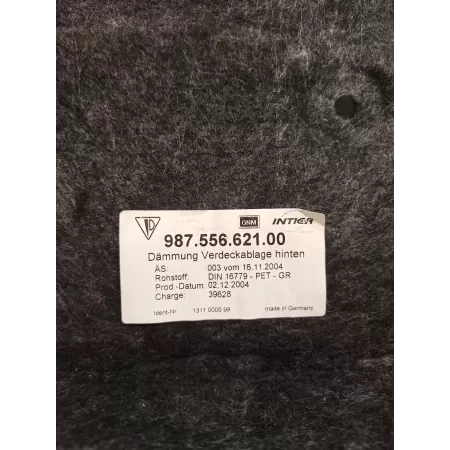 GNM INTIER
987.556.621.00
Dämmung Verdeckablage hinten
AS: 003 vom 16.11.2004
Rohstoff: DIN 16779 - PET - GR
Prod.-Datum: 02.12.2004
Charge: 39628
Ident-Nr 1311 0005 99 made in Germany